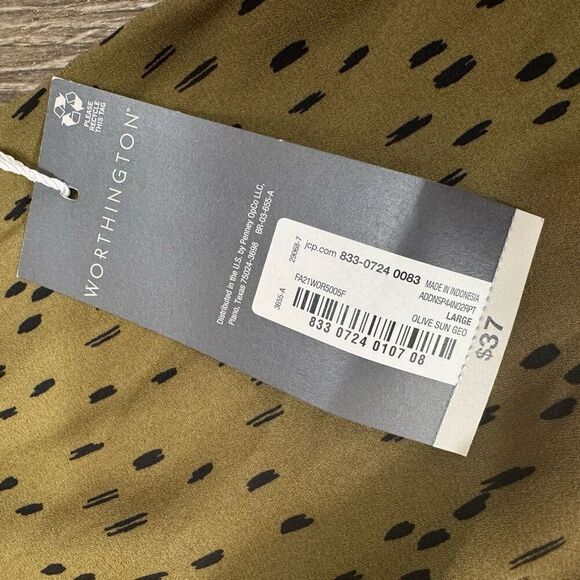 PLEASE
RECYCLE
THIS TAG
WORTHINGTON®
Distributed in the U.S. by Penney OpCo LLC,
Plano, Texas 75024-3698 BR-03-655-A
29068-7
jcp.com 833-0724 0083
MADE IN INDONESIA
FA21WOR5005F
ADDNSP44N02RPT
LARGE
3655-A
OLIVE SUN GEO
833 0724 0107 08
$37